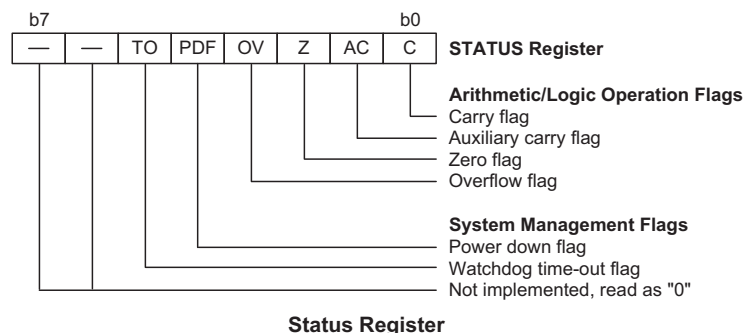 b7 b0
— — TO PDF OV Z AC C STATUS Register
Arithmetic/Logic Operation Flags
Carry flag
Auxiliary carry flag
Zero flag
Overflow flag
System Management Flags
Power down flag
Watchdog time-out flag
Not implemented, read as "0"
Status Register